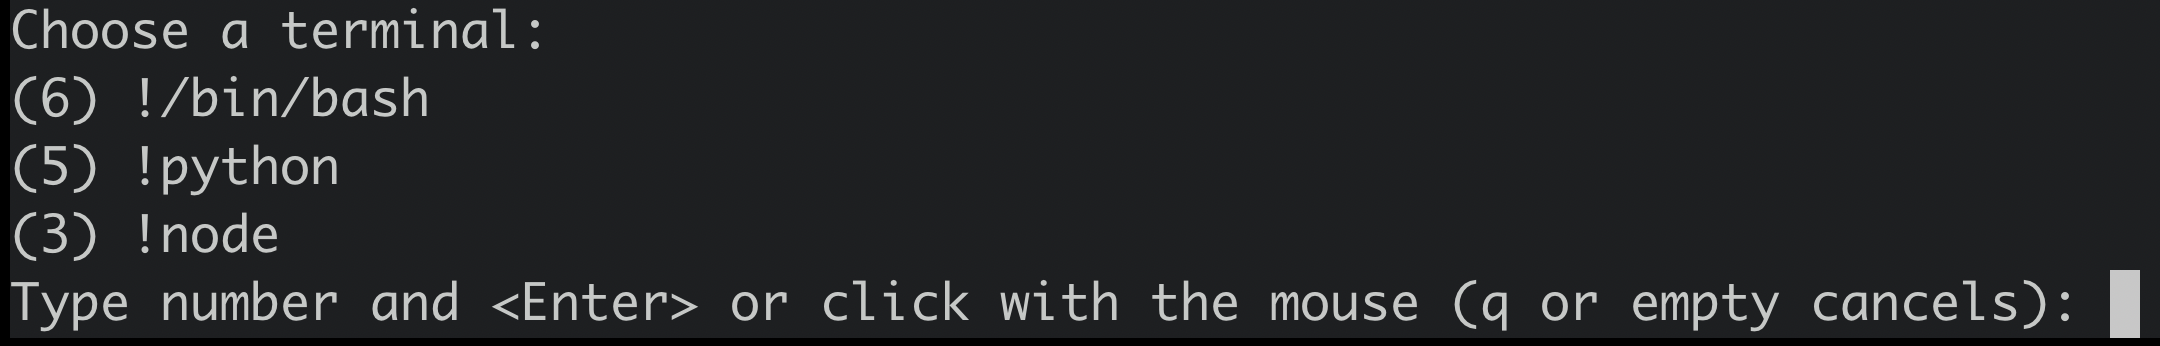 Choose a terminal:
(6) !/bin/bash
(5) !python
(3) !node
Type number and <Enter> or click with the mouse (q or empty cancels):